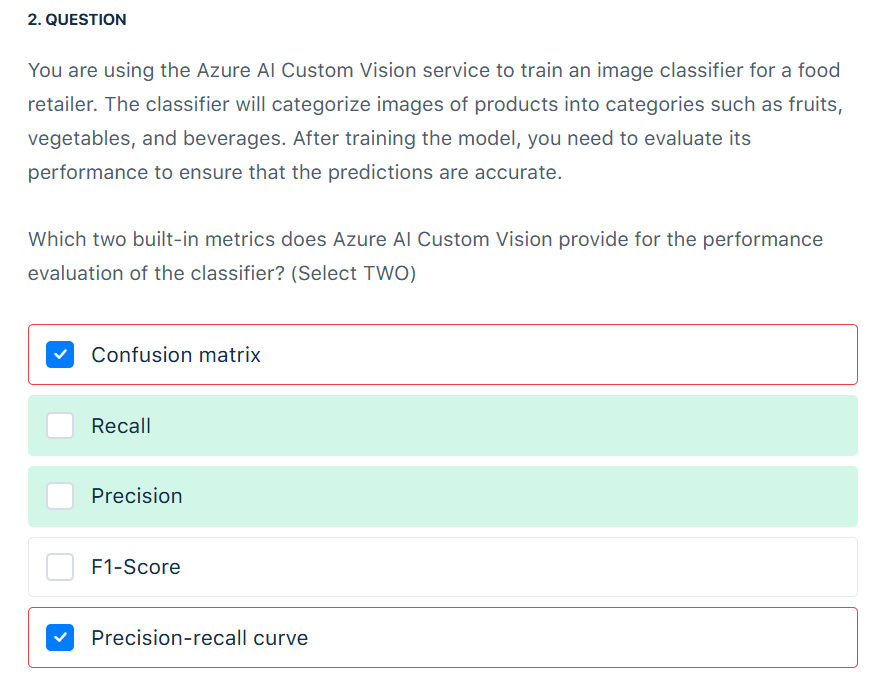 2. QUESTION
You are using the Azure AI Custom Vision service to train an image classifier for a food
retailer. The classifier will categorize images of products into categories such as fruits,
vegetables, and beverages. After training the model, you need to evaluate its
performance to ensure that the predictions are accurate.
Which two built-in metrics does Azure AI Custom Vision provide for the performance
evaluation of the classifier? (Select TWO)
Confusion matrix
Recall
Precision
F1-Score
Precision-recall curve